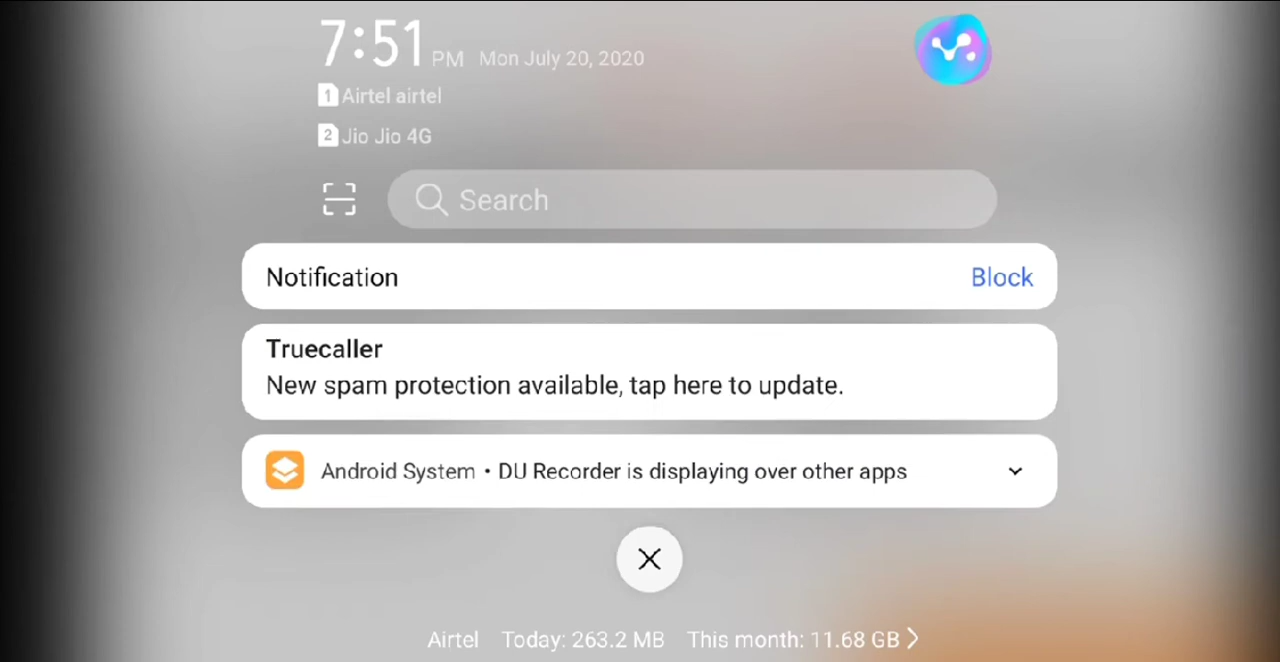 7:51 PM Mon July 20, 2020
1 Airtel airtel
2 Jio Jio 4G
Search
Notification Block
Truecaller
New spam protection available, tap here to update.
Android System • DU Recorder is displaying over other apps
Airtel Today: 263.2 MB This month: 11.68 GB